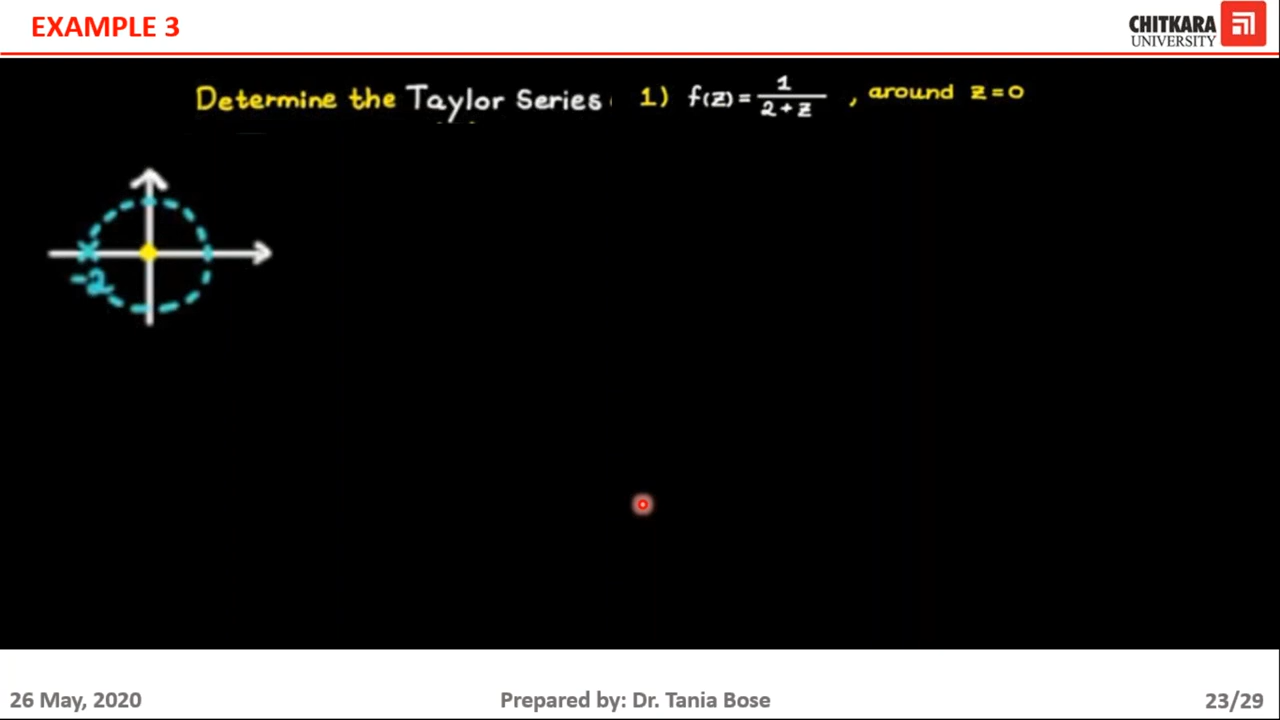 EXAMPLE 3
CHITKARA
UNIVERSITY
Determine the Taylor Series 1) f(z) = 1/(2+z) , around z=0
-2
26 May, 2020
Prepared by: Dr. Tania Bose
23/29